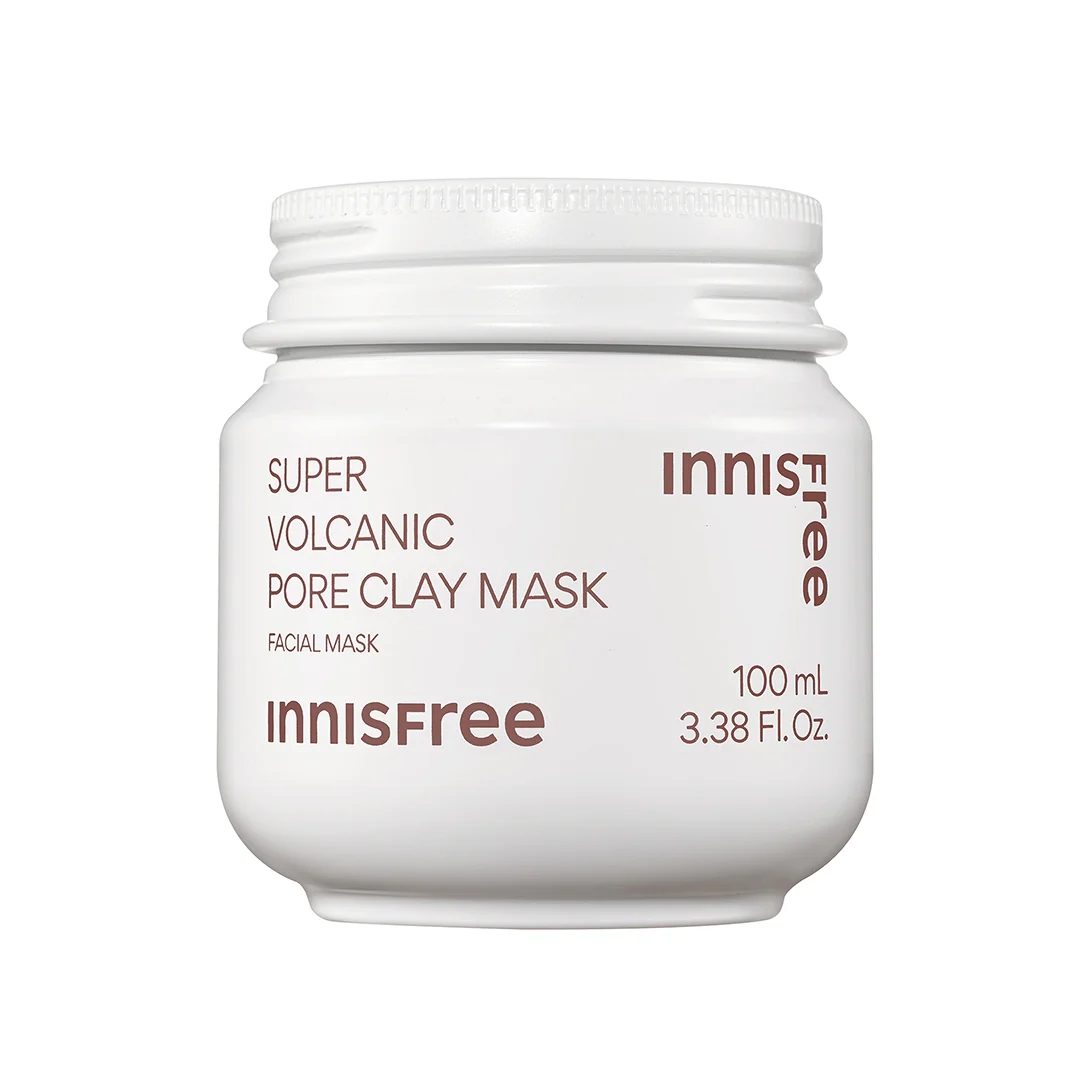 SUPER
VOLCANIC
PORE CLAY MASK
FACIAL MASK
INNISFree
INNISFree
100 mL
3.38 Fl. Oz.